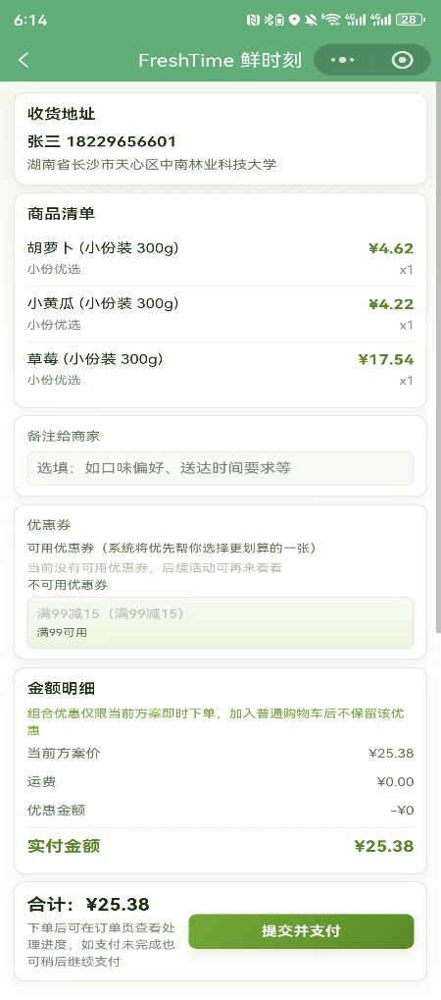 6:14
28
FreshTime 鲜时刻
收货地址
张三 18229656601
湖南省长沙市天心区中南林业科技大学
商品清单
胡萝卜 (小份装 300g) ¥4.62
小份优选 x1
小黄瓜 (小份装 300g) ¥4.22
小份优选 x1
草莓 (小份装 300g) ¥17.54
小份优选 x1
备注给商家
选填：如口味偏好、送达时间要求等
优惠券
可用优惠券（系统将优先帮你选择更划算的一张）
当前没有可用优惠券，后续活动可再来看看
不可用优惠券
满99减15（满99减15）
满99可用
金额明细
组合优惠仅限当前方案即时下单，加入普通购物车后不保留该优
惠
当前方案价 ¥25.38
运费 ¥0.00
优惠金额 -¥0
实付金额 ¥25.38
合计：¥25.38
下单后可在订单页查看处
理进度，如支付未完成也
可稍后继续支付
提交并支付